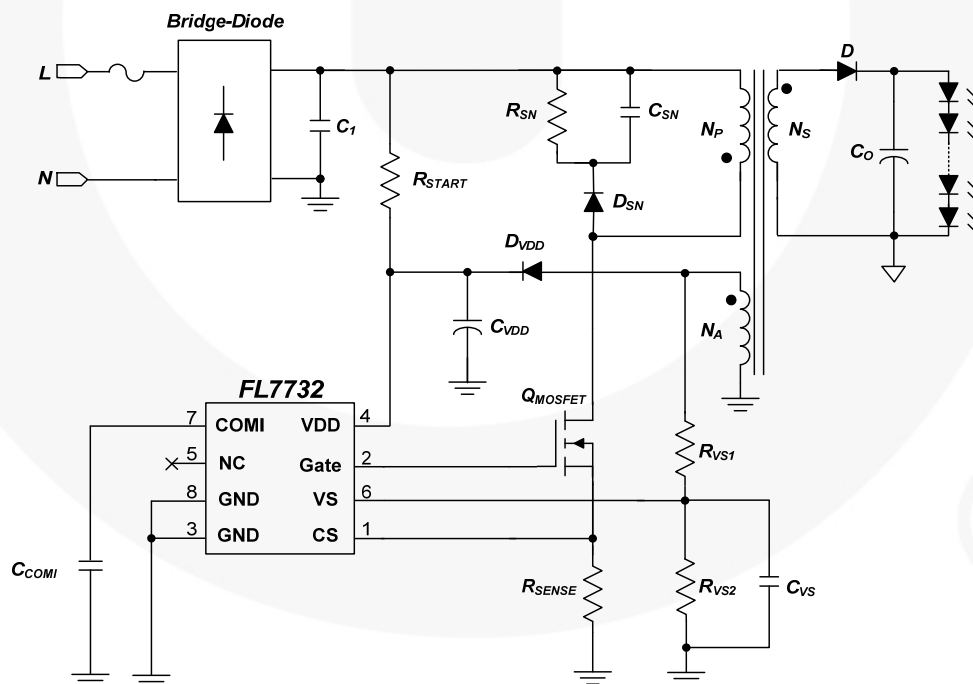 Bridge-Diode
L
N
C1
RSTART
RSN
CSN
DSN
NP
NS
D
CO
DVDD
CVDD
NA
FL7732
QMOSFET
7 COMI VDD 4
5 NC Gate 2
8 GND VS 6
3 GND CS 1
RVS1
CCOMI
RSENSE
RVS2
CVS